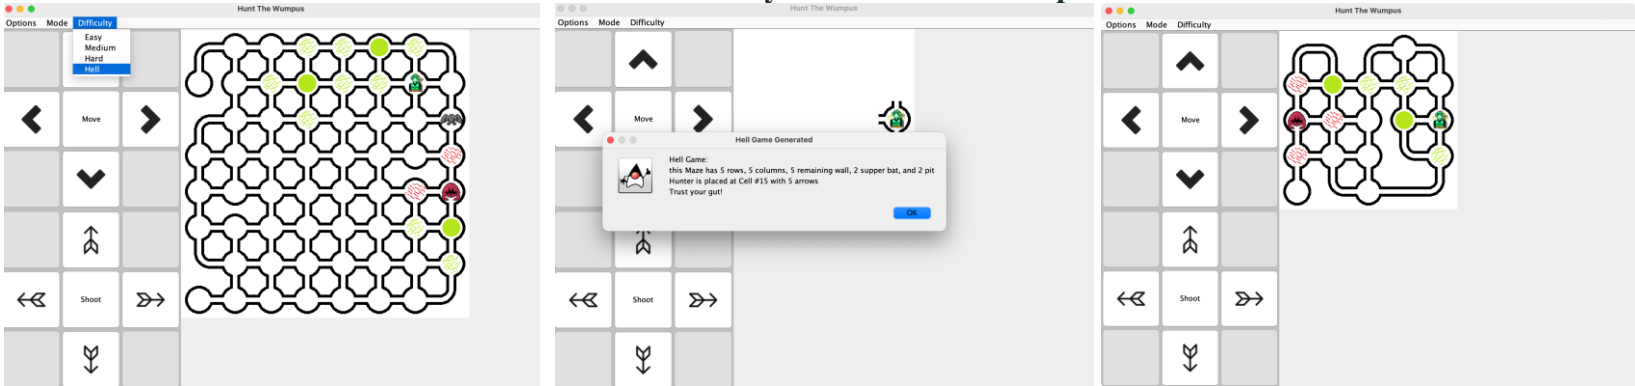 Hunt The Wumpus
Options Mode Difficulty
Easy
Medium
Hard
Hell
Move
Shoot
Hunt The Wumpus
Options Mode Difficulty
Move
Hell Game Generated
Hell Game:
this Maze has 5 rows, 5 columns, 5 remaining wall, 2 supper bat, and 2 pit
Hunter is placed at Cell #15 with 5 arrows
Trust your gut!
OK
Shoot
Hunt The Wumpus
Options Mode Difficulty
Move
Shoot